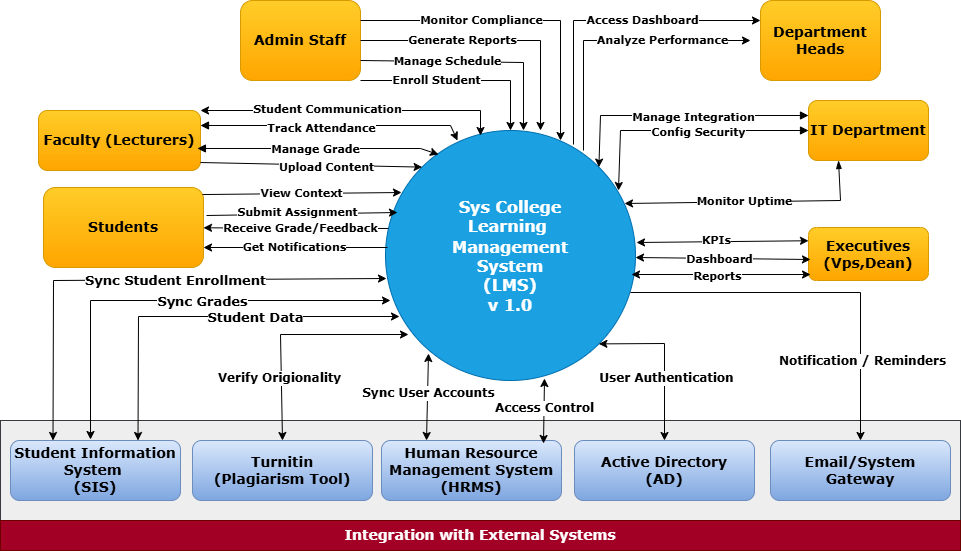 Admin Staff
Monitor Compliance
Generate Reports
Manage Schedule
Enroll Student
Access Dashboard
Analyze Performance
Department
Heads
Faculty (Lecturers)
Student Communication
Track Attendance
Manage Grade
Upload Content
Manage Integration
Config Security
Monitor Uptime
IT Department
Students
View Context
Submit Assignment
Receive Grade/Feedback
Get Notifications
Sys College
Learning
Management
System
(LMS)
v 1.0
KPIs
Dashboard
Reports
Executives
(Vps,Dean)
Sync Student Enrollment
Sync Grades
Student Data
Verify Origionality
Sync User Accounts
Access Control
User Authentication
Notification / Reminders
Student Information
System
(SIS)
Turnitin
(Plagiarism Tool)
Human Resource
Management System
(HRMS)
Active Directory
(AD)
Email/System
Gateway
Integration with External Systems